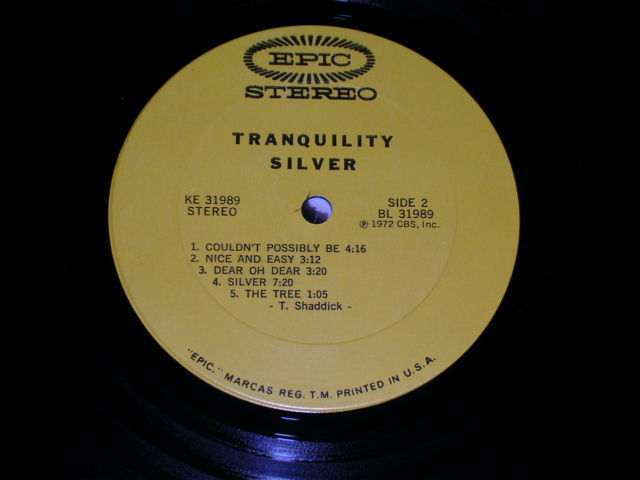 EPIC
STEREO
TRANQUILITY
SILVER
KE 31989
STEREO
SIDE 2
BL 31989
℗ 1972 CBS, Inc.
1. COULDN'T POSSIBLY BE 4:16
2. NICE AND EASY 3:12
3. DEAR OH DEAR 3:20
4. SILVER 7:20
5. THE TREE 1:05
- T. Shaddick -
"EPIC," MARCAS REG. T.M. PRINTED IN U.S.A.